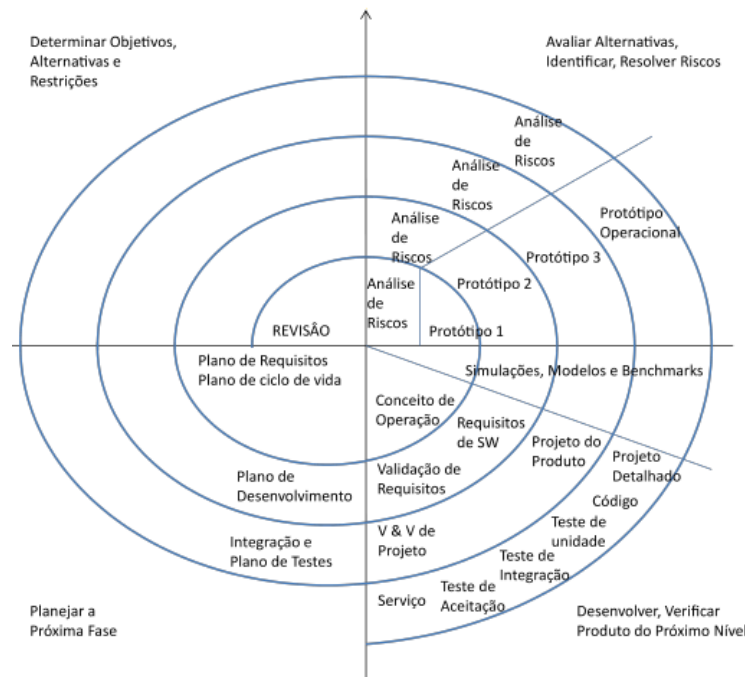 Determinar Objetivos,
Alternativas e
Restrições
Avaliar Alternativas,
Identificar, Resolver Riscos
Análise
de
Riscos
Análise
de
Riscos
Análise
de
Riscos
Análise
de
Riscos
Protótipo
Operacional
Protótipo 3
Protótipo 2
Protótipo 1
REVISÂO
Plano de Requisitos
Plano de ciclo de vida
Simulações, Modelos e Benchmarks
Conceito de
Operação
Requisitos
de SW
Projeto do
Produto
Projeto
Detalhado
Plano de
Desenvolvimento
Validação de
Requisitos
Código
Integração e
Plano de Testes
V & V de
Projeto
Teste de
unidade
Teste de
Integração
Teste de
Aceitação
Serviço
Planejar a
Próxima Fase
Desenvolver, Verificar
Produto do Próximo Nível